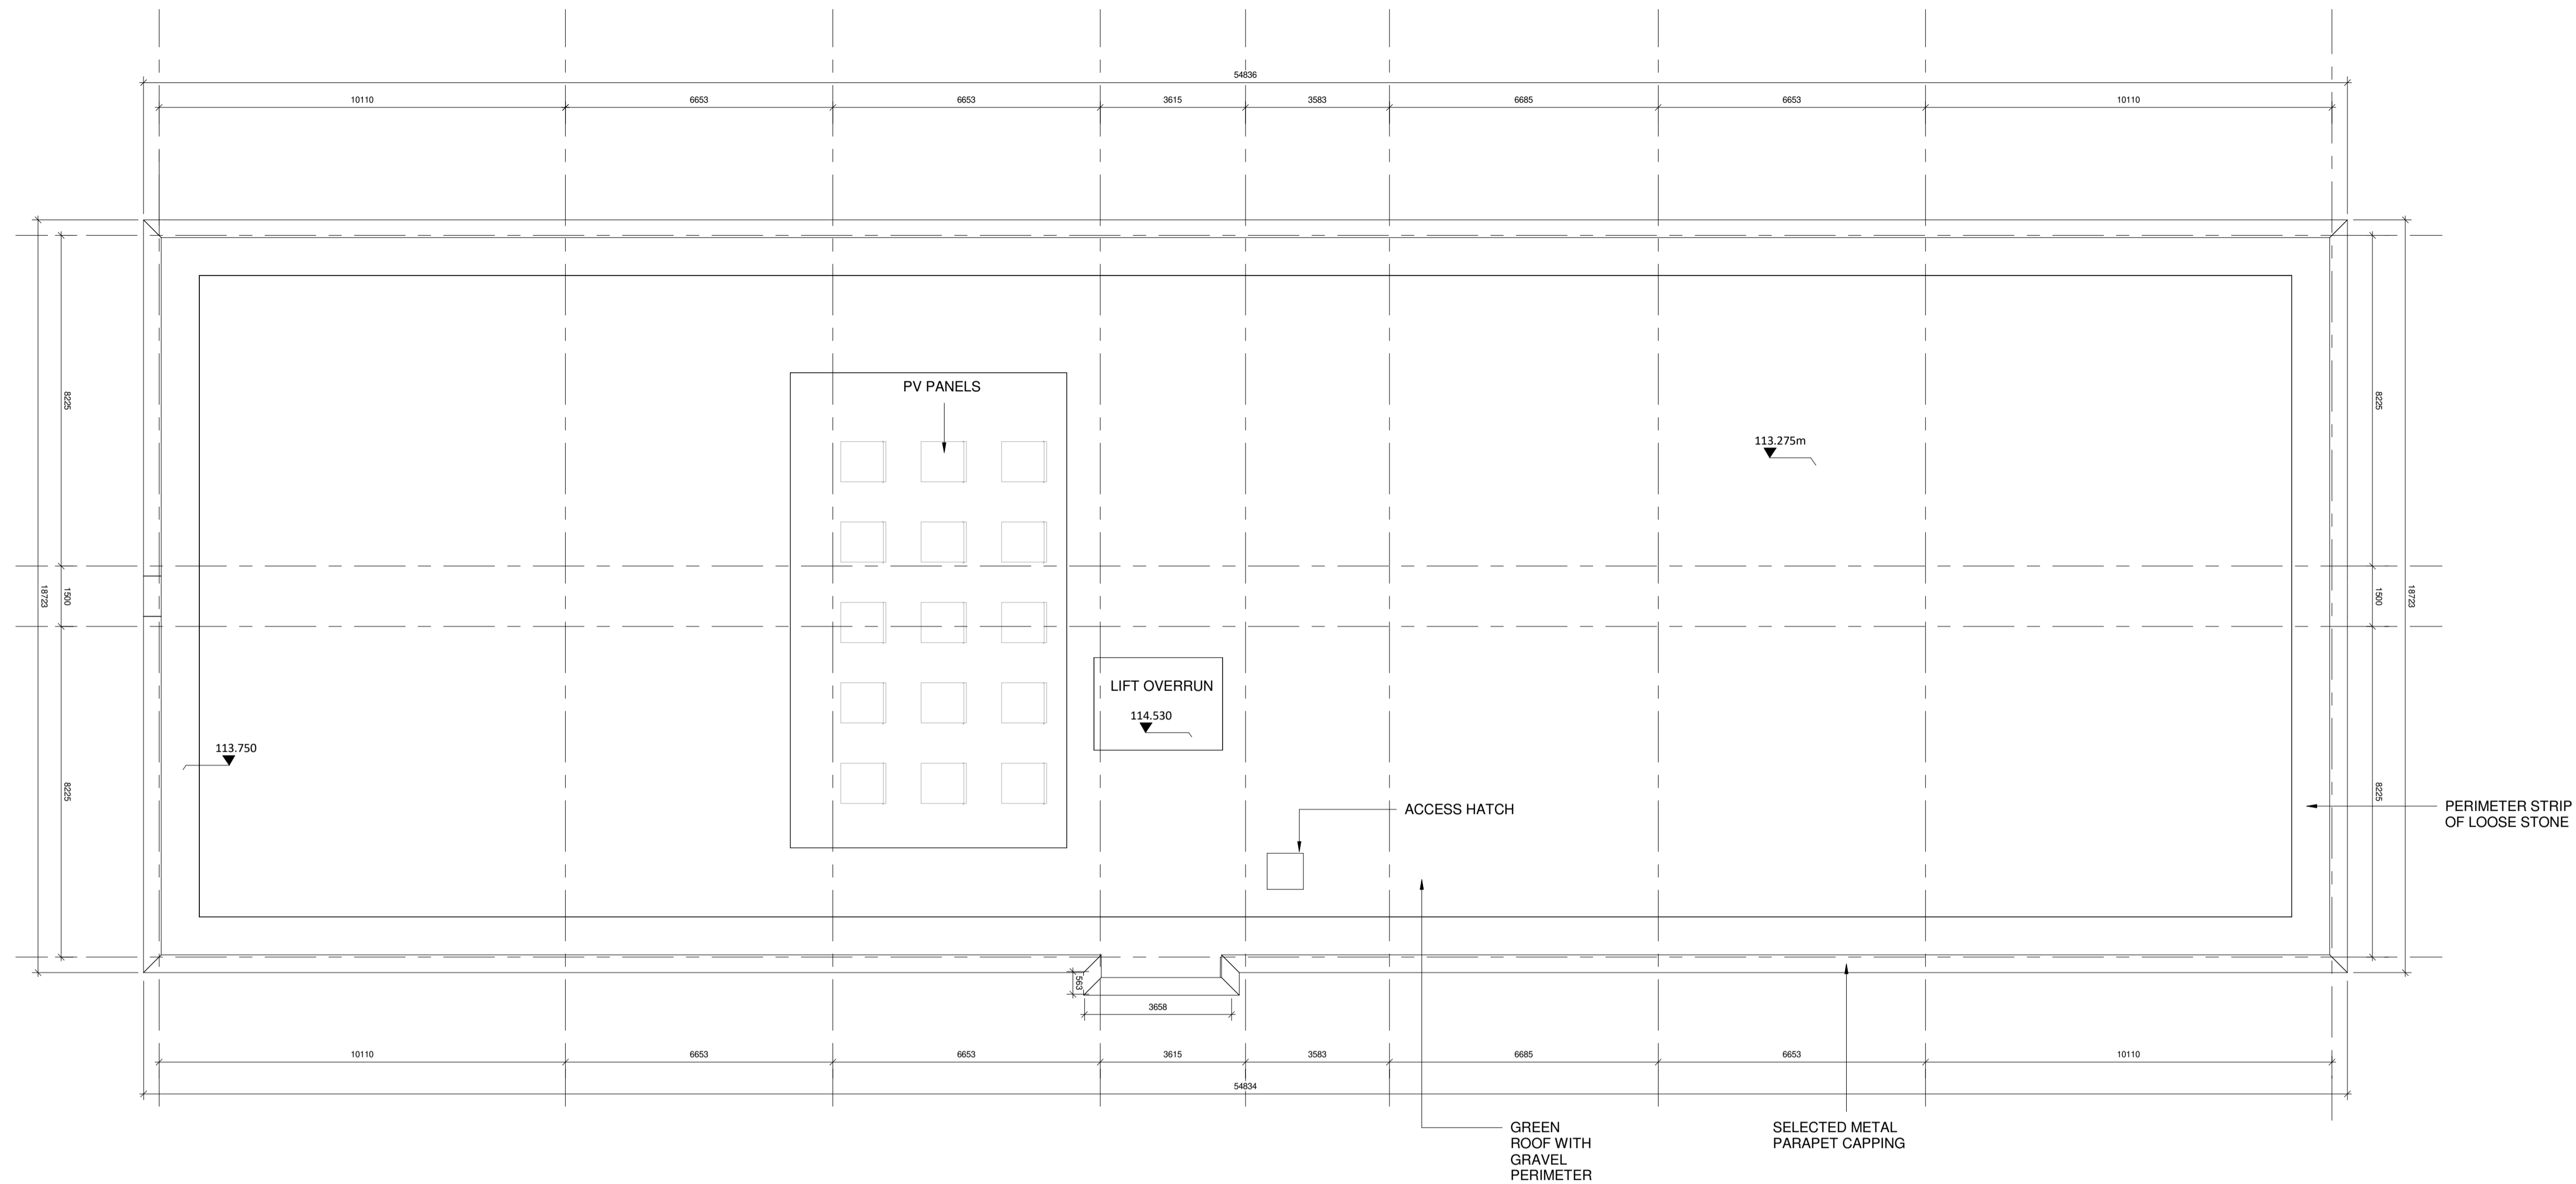 54836
10110
6653
6653
3615
3583
6685
6653
10110
8225
1500
8225
18723
8225
1500
8225
18723
PV PANELS
113.275m
LIFT OVERRUN
114.530
113.750
ACCESS HATCH
PERIMETER STRIP
OF LOOSE STONE
563
3658
10110
6653
6653
3615
3583
6685
6653
10110
54834
GREEN
ROOF WITH
GRAVEL
PERIMETER
SELECTED METAL
PARAPET CAPPING